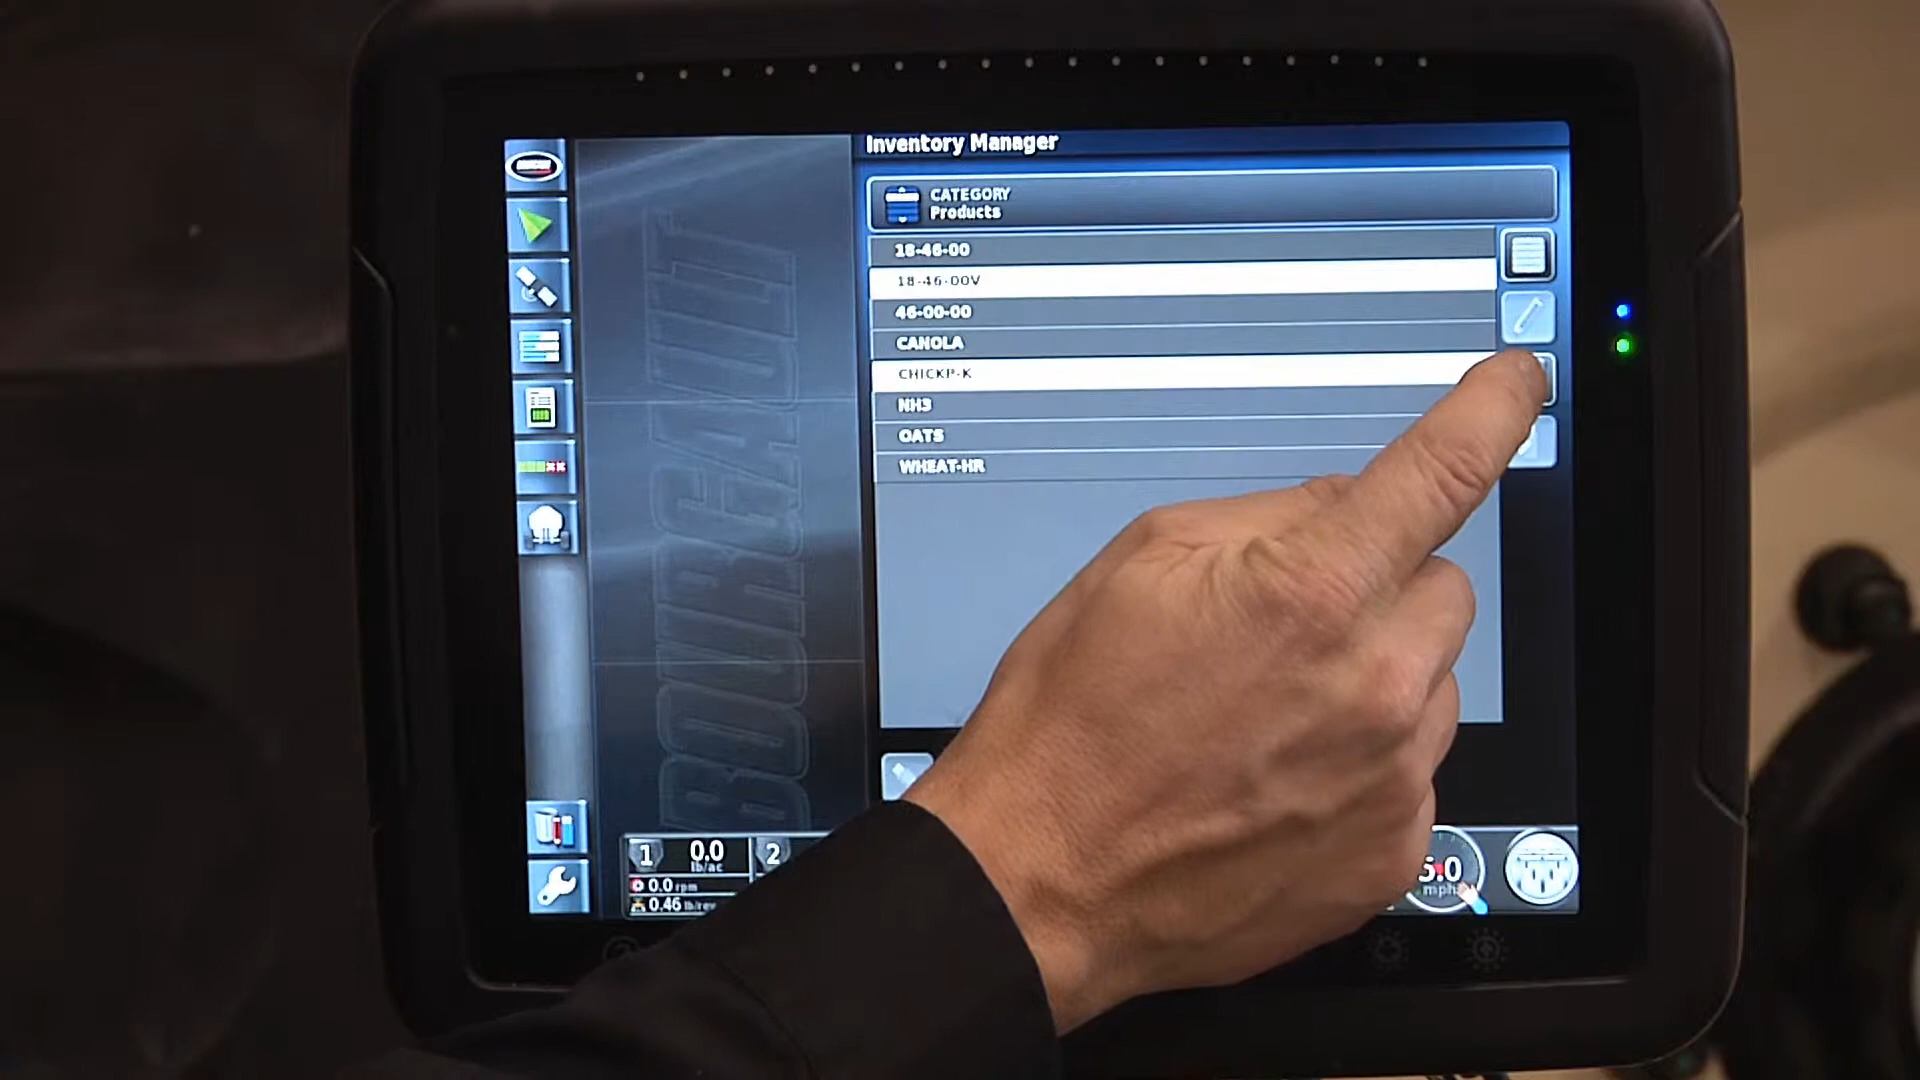 Inventory Manager
CATEGORY
Products
18-46-00
18-46-00V
46-00-00
CANOLA
CHICKP-K
NH3
OATS
WHEAT-HR
BOURGAULT
1 0.0 2
lb/ac
0.0 rpm
0.46 lb/rev
5.0
mph